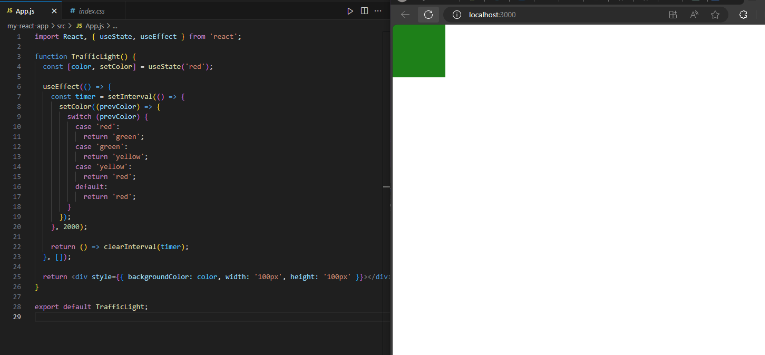 JS App.js × # index.css
my-react-app > src > JS App.js > ...
localhost:3000
1 import React, { useState, useEffect } from 'react';
2
3 function TrafficLight() {
4 const [color, setColor] = useState('red');
5
6 useEffect(() => {
7 const timer = setInterval(() => {
8 setColor((prevColor) => {
9 switch (prevColor) {
10 case 'red':
11 return 'green';
12 case 'green':
13 return 'yellow';
14 case 'yellow':
15 return 'red';
16 default:
17 return 'red';
18 }
19 });
20 }, 2000);
21
22 return () => clearInterval(timer);
23 }, []);
24
25 return <div style={{ backgroundColor: color, width: '100px', height: '100px' }}></div>
26 }
27
28 export default TrafficLight;
29